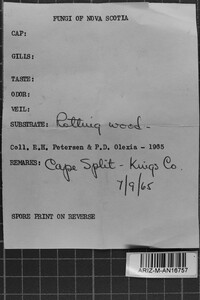 FUNGI OF NOVA SCOTIA
CAP:
GILLS:
TASTE:
ODOR:
VEIL:
SUBSTRATE: Rotting wood-
Coll. R.H. Petersen & P.D. Olexia - 1965
REMARKS: Cape Split - Kings Co.
7/9/65
SPORE PRINT ON REVERSE
ARIZ-M-AN16757